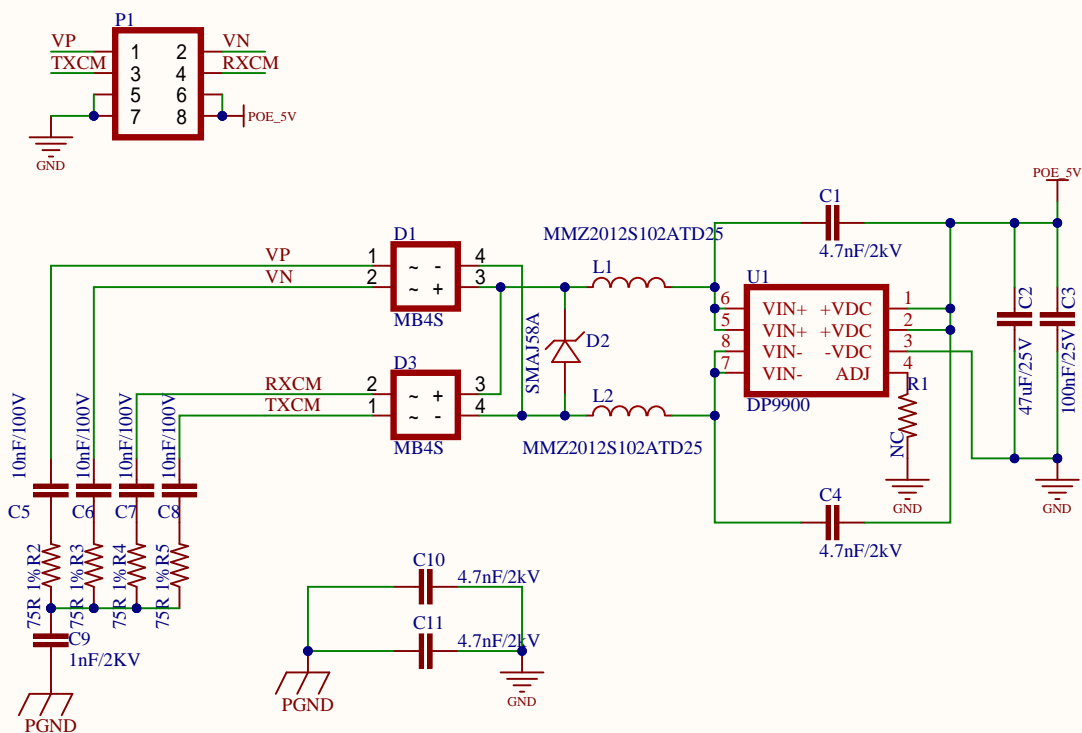 P1
VP 1 2 VN
TXCM 3 4 RXCM
5 6
7 8 POE_5V
GND
POE_5V
C1
4.7nF/2kV
MMZ2012S102ATD25
L1
D1
VP 1 ~ - 4
VN 2 ~ + 3
MB4S
SMAJ58A
D2
U1
6 VIN+ +VDC 1
5 VIN+ +VDC 2
8 VIN- -VDC 3
7 VIN- ADJ 4
DP9900
R1
NC
GND
C2
47uF/25V
C3
100nF/25V
GND
D3
RXCM 2 ~ + 3
TXCM 1 ~ - 4
MB4S
L2
MMZ2012S102ATD25
C4
4.7nF/2kV
10nF/100V
10nF/100V
10nF/100V
10nF/100V
C5
C6
C7
C8
75R 1% R2
75R 1% R3
75R 1% R4
75R 1% R5
C9
1nF/2KV
PGND
C10
4.7nF/2kV
C11
4.7nF/2kV
PGND
GND